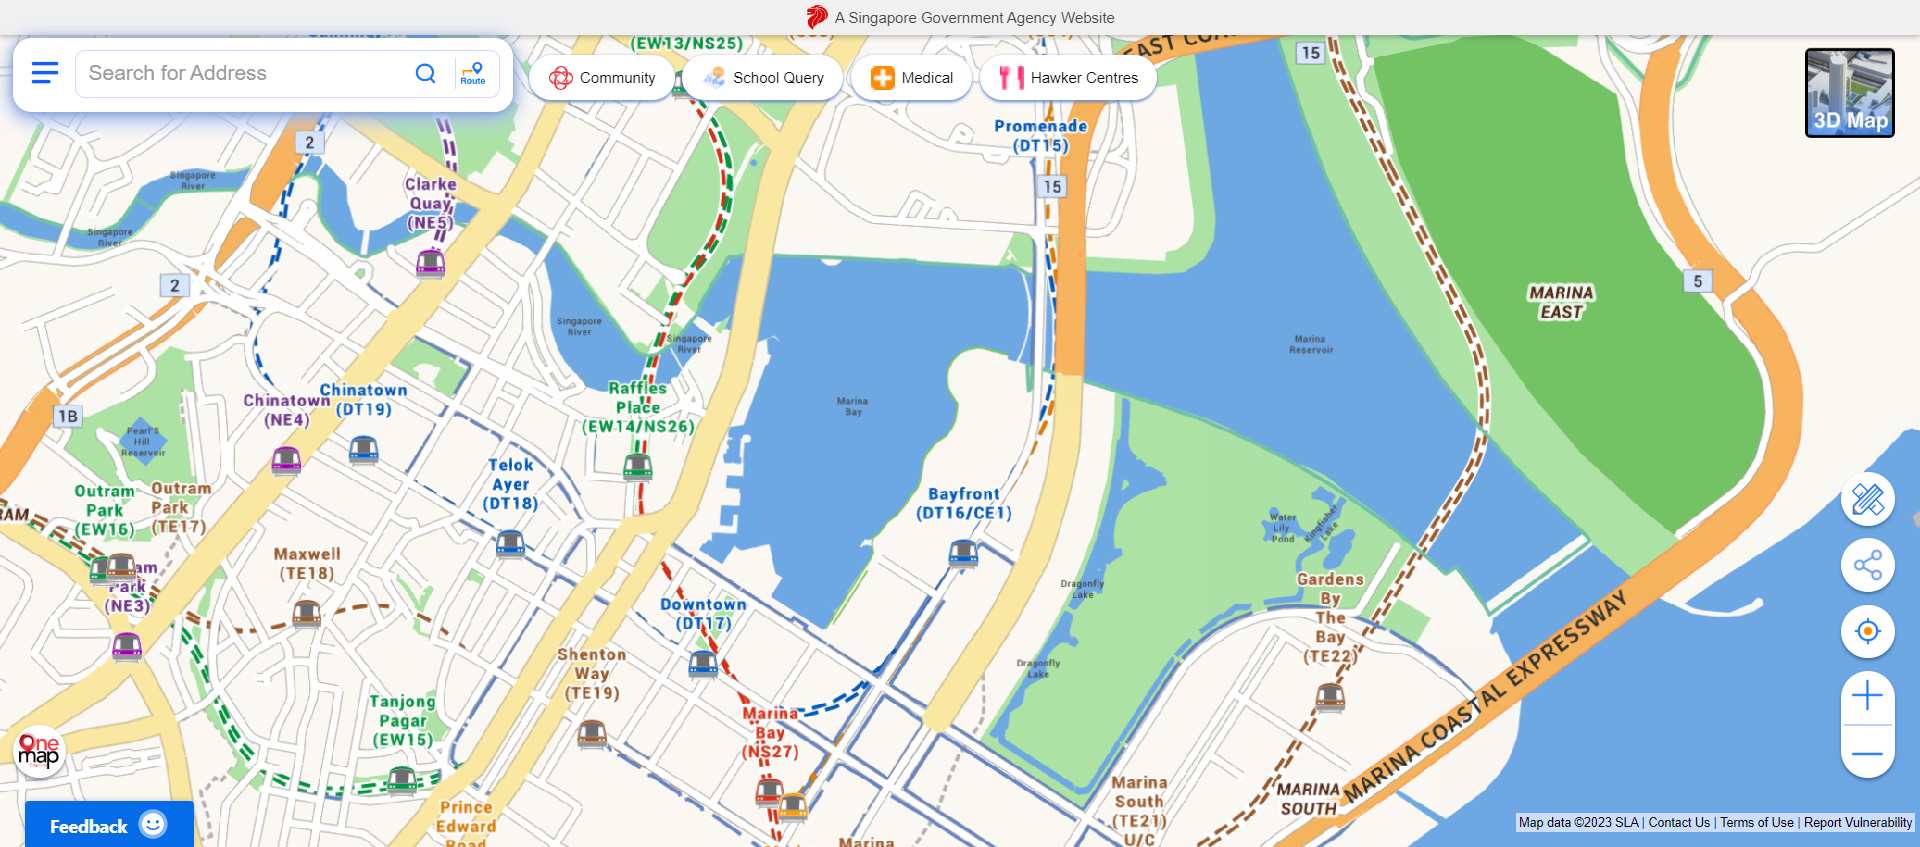 A Singapore Government Agency Website
Search for Address
Route
Community
School Query
Medical
Hawker Centres
3D Map
(EW13/NS25)
EAST COA
15
Promenade
(DT15)
15
2
Singapore
River
Clarke
Quay
(NE5)
Singapore
River
2
Singapore
River
Singapore
River
MARINA
EAST
5
Marina
Reservoir
Marina
Bay
Raffles
Place
(EW14/NS26)
Chinatown
(DT19)
Chinatown
(NE4)
1B
Pearl's
Hill
Reservoir
Telok
Ayer
(DT18)
Outram
Park
(EW16)
Outram
Park
(TE17)
RAM
am
Park
(NE3)
Maxwell
(TE18)
Bayfront
(DT16/CE1)
Water
Lily
Pond
Kingfisher
Lake
Dragonfly
Lake
Dragonfly
Lake
Gardens
By
The
Bay
(TE22)
Downtown
(DT17)
Shenton
Way
(TE19)
Tanjong
Pagar
(EW15)
Marina
Bay
(NS27)
MARINA COASTAL EXPRESSWAY
MARINA
SOUTH
Marina
South
(TE21)
U/C
Prince
Edward
Road
Marina
One
map
Feedback
Map data ©2023 SLA | Contact Us | Terms of Use | Report Vulnerability